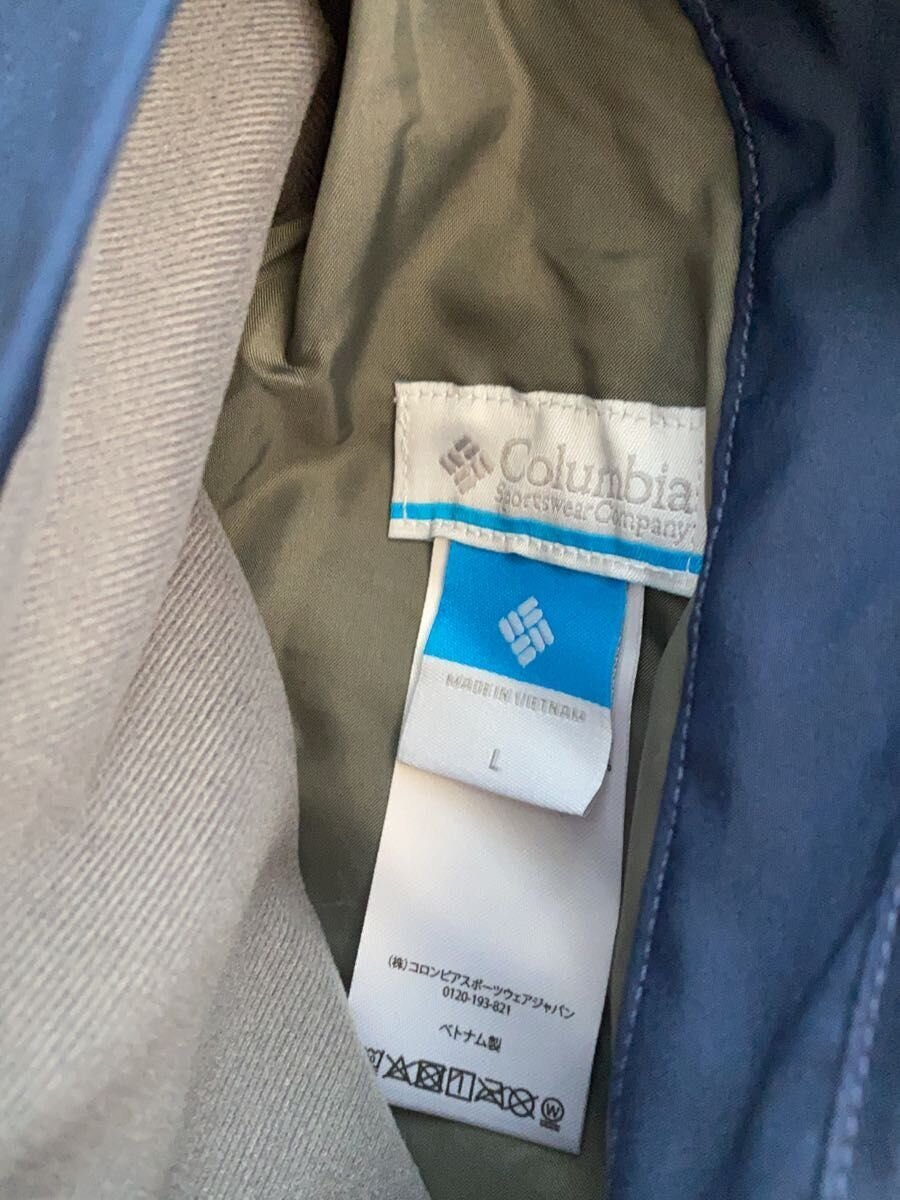 Columbia
Sportswear Company
MADE IN VIETNAM
L
(株)コロンビアスポーツウェアジャパン
0120-193-821
ベトナム製
W